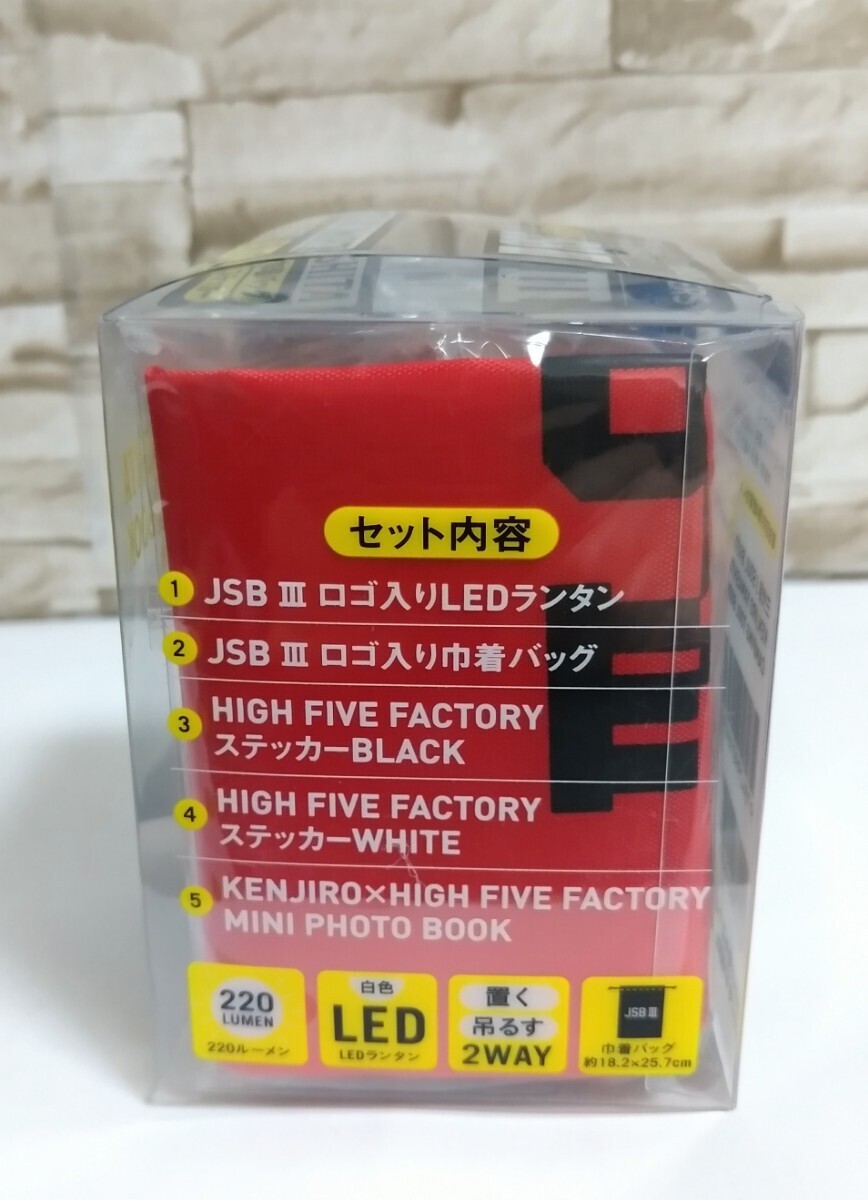 セット内容
1 JSB Ⅲ ロゴ入りLEDランタン
2 JSB Ⅲ ロゴ入り巾着バッグ
3 HIGH FIVE FACTORY
ステッカーBLACK
4 HIGH FIVE FACTORY
ステッカーWHITE
5 KENJIRO×HIGH FIVE FACTORY
MINI PHOTO BOOK
220
LUMEN
220ルーメン
白色
LED
LEDランタン
置く
吊るす
2WAY
JSB Ⅲ
巾着バッグ
約18.2×25.7cm